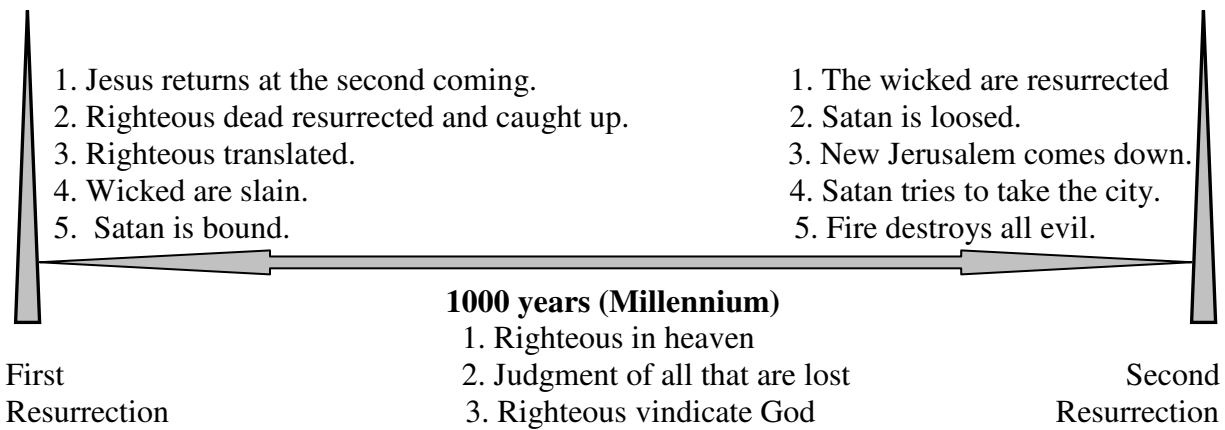 1. Jesus returns at the second coming.
2. Righteous dead resurrected and caught up.
3. Righteous translated.
4. Wicked are slain.
5. Satan is bound.
1. The wicked are resurrected
2. Satan is loosed.
3. New Jerusalem comes down.
4. Satan tries to take the city.
5. Fire destroys all evil.
1000 years (Millennium)
1. Righteous in heaven
2. Judgment of all that are lost
3. Righteous vindicate God
First
Resurrection
Second
Resurrection